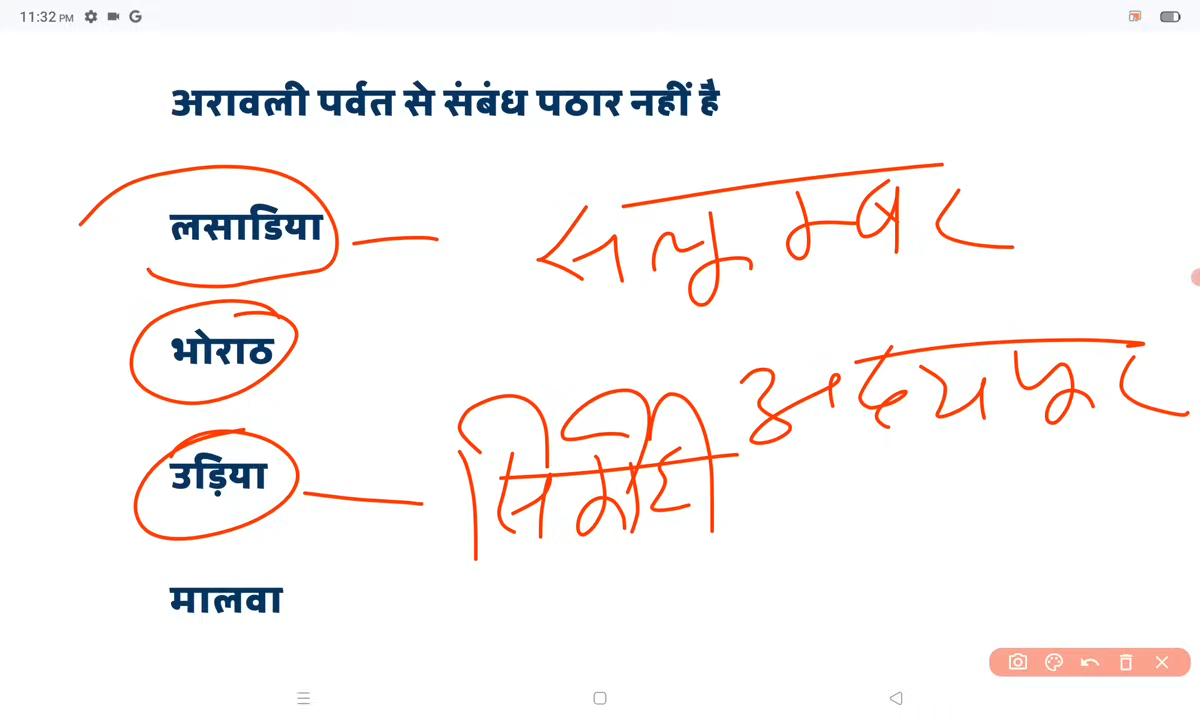 11:32 PM
अरावली पर्वत से संबंध पठार नहीं है
लसाडिया
सलुम्बर
भोराठ
उदयपुर
उड़िया
सिरोही
मालवा